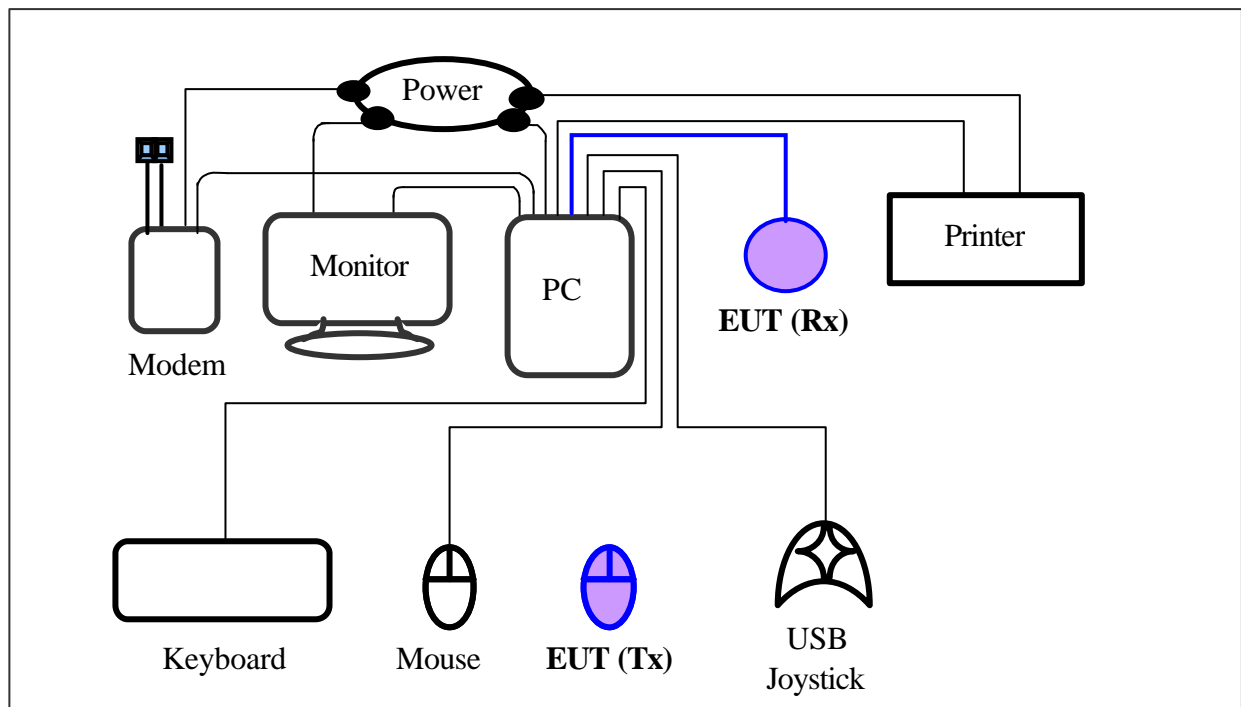 Power
Monitor
PC
Printer
EUT (Rx)
Modem
Keyboard
Mouse
EUT (Tx)
USB
Joystick